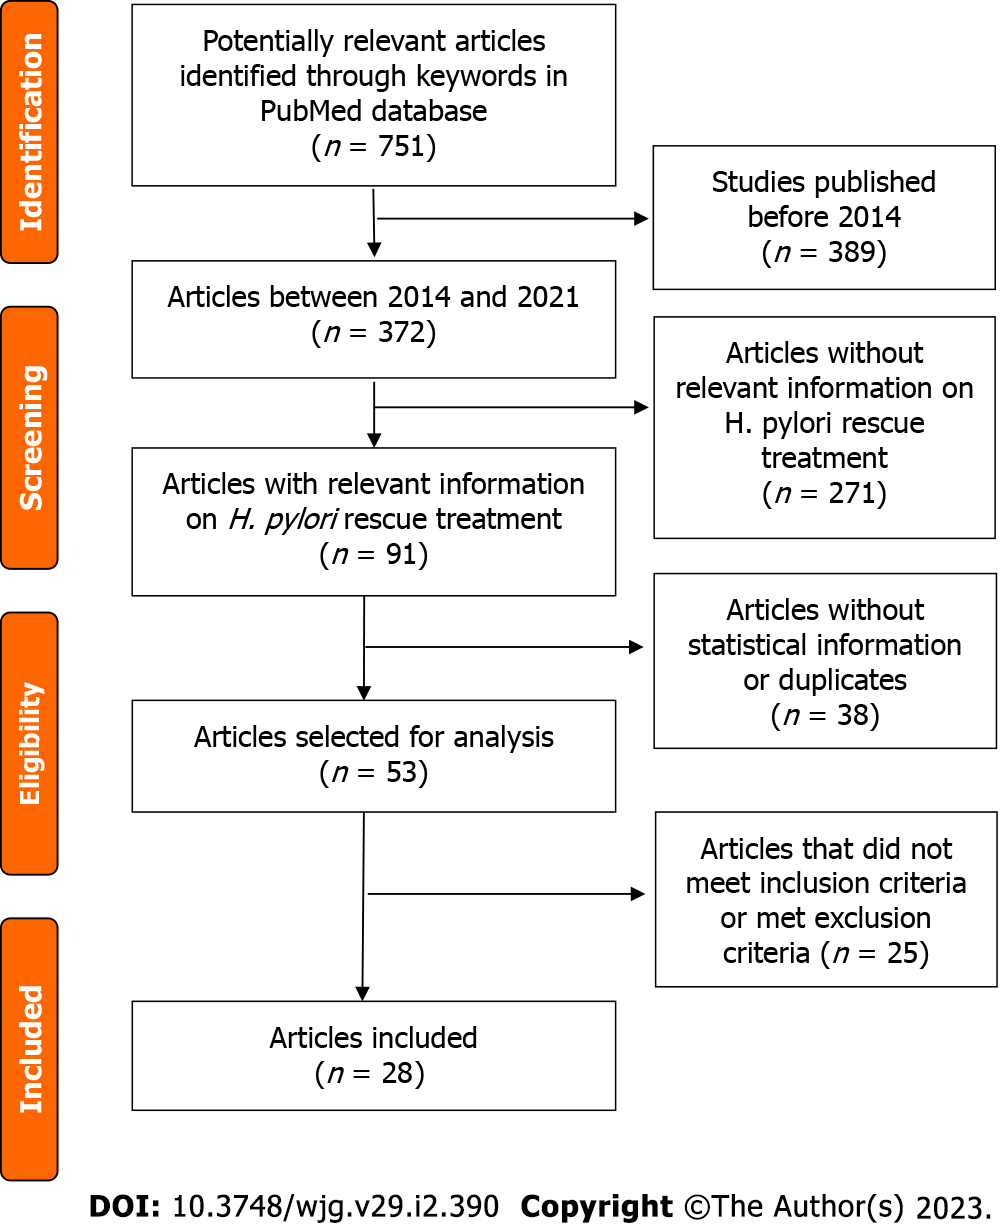 Identification
Potentially relevant articles
identified through keywords in
PubMed database
(n = 751)
Studies published
before 2014
(n = 389)
Screening
Articles between 2014 and 2021
(n = 372)
Articles without
relevant information on
H. pylori rescue
treatment
(n = 271)
Articles with relevant information
on H. pylori rescue treatment
(n = 91)
Eligibility
Articles without
statistical information
or duplicates
(n = 38)
Articles selected for analysis
(n = 53)
Articles that did not
meet inclusion criteria
or met exclusion
criteria (n = 25)
Included
Articles included
(n = 28)
DOI: 10.3748/wjg.v29.i2.390 Copyright ©The Author(s) 2023.